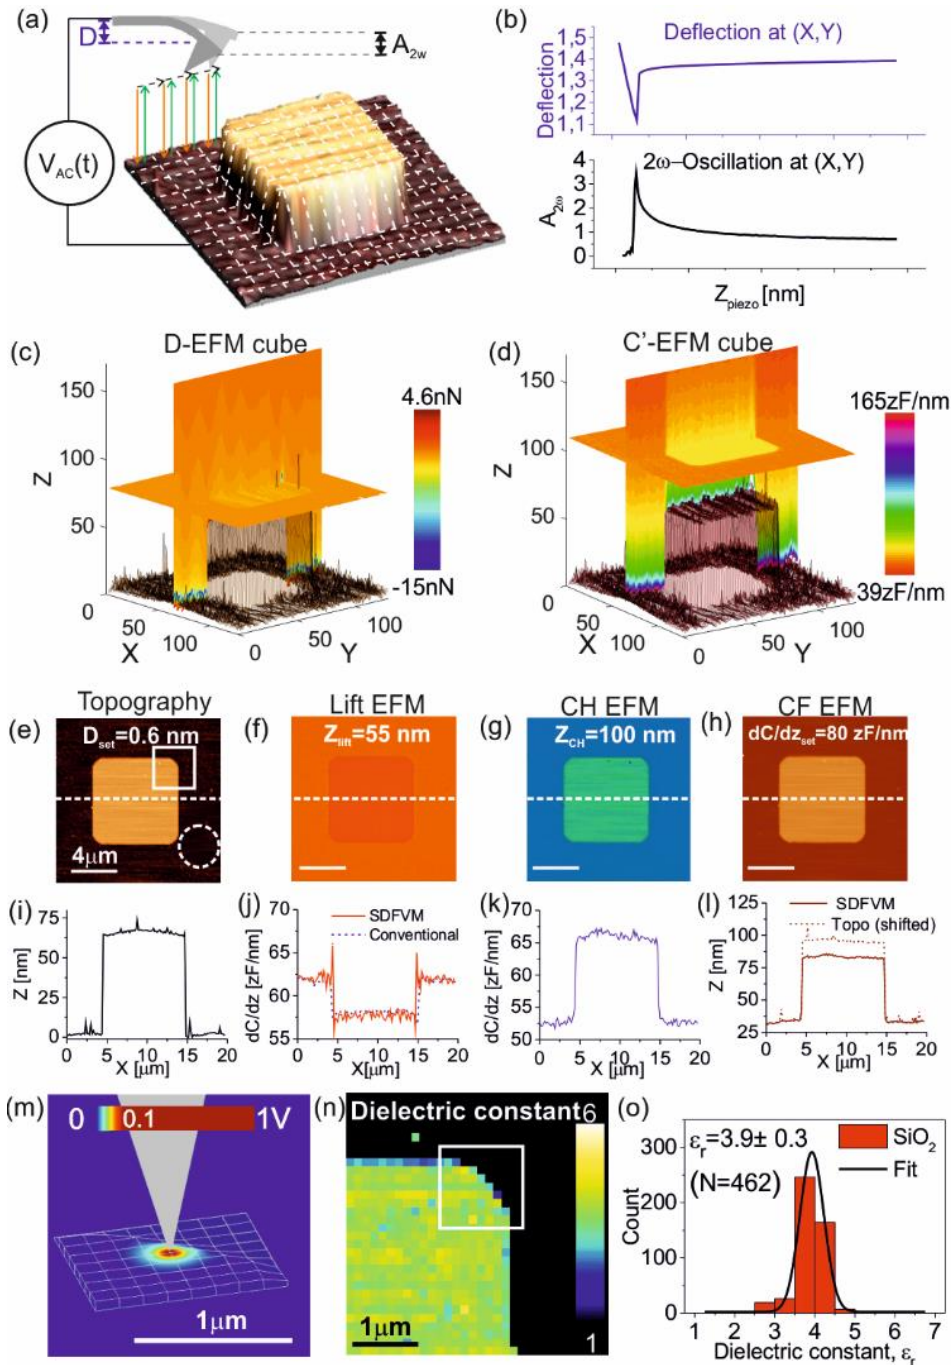 (a)
D
A2w
VAC(t)
(b)
Deflection at (X,Y)
Deflection
1,5
1,4
1,3
1,2
1,1
2ω–Oscillation at (X,Y)
A2ω
4
3
2
1
0
Zpiezo [nm]
(c)
D-EFM cube
Z
150
100
50
0
50
100
X
0
50
100
Y
4.6nN
-15nN
(d)
C'-EFM cube
Z
150
100
50
0
50
100
X
0
50
100
Y
165zF/nm
39zF/nm
Topography
(e)
Dset=0.6 nm
4μm
Lift EFM
(f)
Zlift=55 nm
CH EFM
(g)
ZCH=100 nm
CF EFM
(h)
dC/dzset=80 zF/nm
(i)
Z [nm]
75
50
25
0
0 5 10 15 20
X [μm]
(j)
dC/dz [zF/nm]
70
65
60
55
SDFVM
Conventional
0 5 10 15 20
X[μm]
(k)
dC/dz [zF/nm]
70
65
60
55
50
0 5 10 15 20
X [μm]
(l)
Z [nm]
125
100
75
50
25
SDFVM
Topo (shifted)
0 5 10 15 20
X [μm]
(m)
0
0.1
1V
1μm
(n)
Dielectric constant
6
1
1μm
(o)
εr=3.9± 0.3
(N=462)
SiO2
Fit
Count
300
200
100
0
1 2 3 4 5 6 7
Dielectric constant, εr